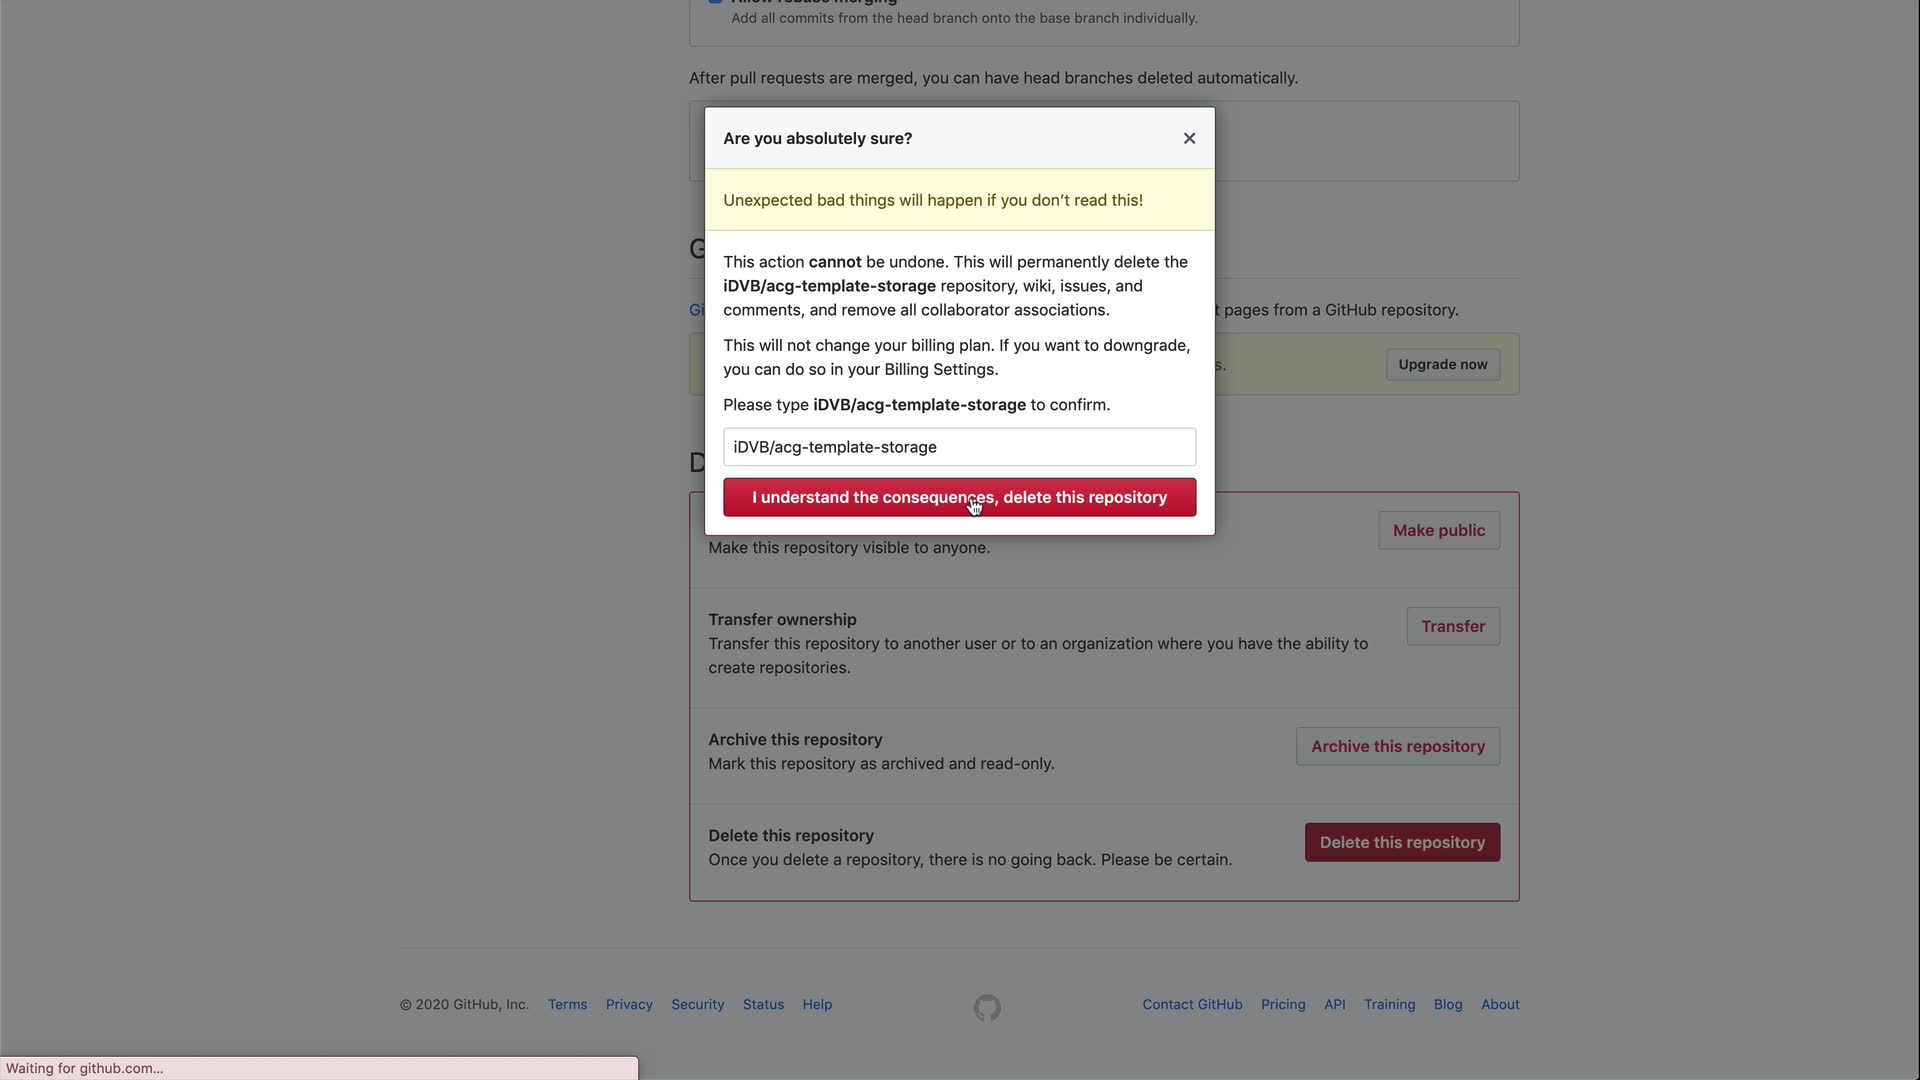 Allow rebase merging
Add all commits from the head branch onto the base branch individually.
After pull requests are merged, you can have head branches deleted automatically.
Are you absolutely sure?
Unexpected bad things will happen if you don’t read this!
This action cannot be undone. This will permanently delete the
iDVB/acg-template-storage repository, wiki, issues, and
comments, and remove all collaborator associations.
This will not change your billing plan. If you want to downgrade,
you can do so in your Billing Settings.
Please type iDVB/acg-template-storage to confirm.
iDVB/acg-template-storage
I understand the consequences, delete this repository
G
Gi
t pages from a GitHub repository.
s.
Upgrade now
D
Make this repository visible to anyone.
Make public
Transfer ownership
Transfer this repository to another user or to an organization where you have the ability to
create repositories.
Transfer
Archive this repository
Mark this repository as archived and read-only.
Archive this repository
Delete this repository
Once you delete a repository, there is no going back. Please be certain.
Delete this repository
© 2020 GitHub, Inc. Terms Privacy Security Status Help
Contact GitHub Pricing API Training Blog About
Waiting for github.com...